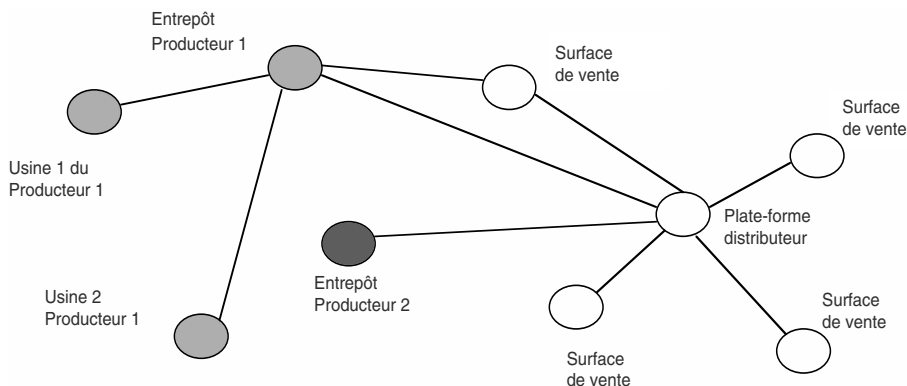 Entrepôt
Producteur 1
Surface
de vente
Surface
de vente
Usine 1 du
Producteur 1
Plate-forme
distributeur
Entrepôt
Producteur 2
Usine 2
Producteur 1
Surface
de vente
Surface
de vente